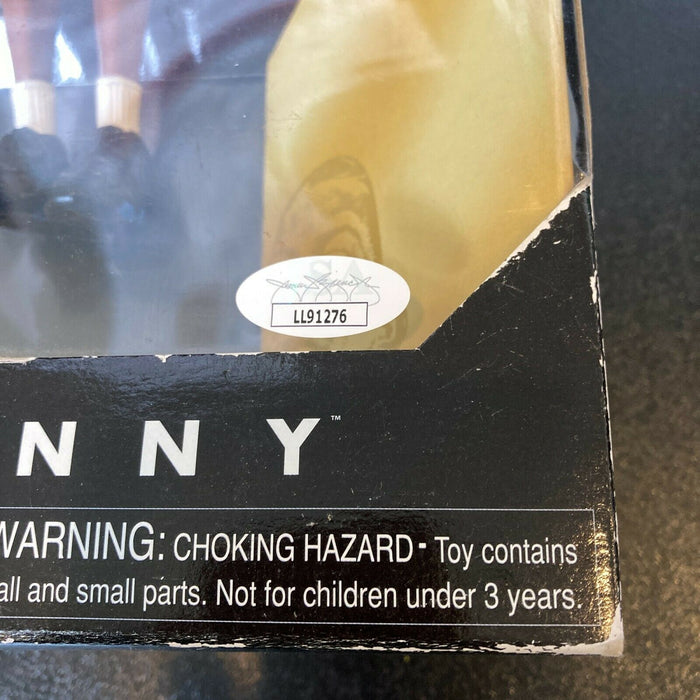 LL91276
NNY™
WARNING: CHOKING HAZARD - Toy contains
all and small parts. Not for children under 3 years.